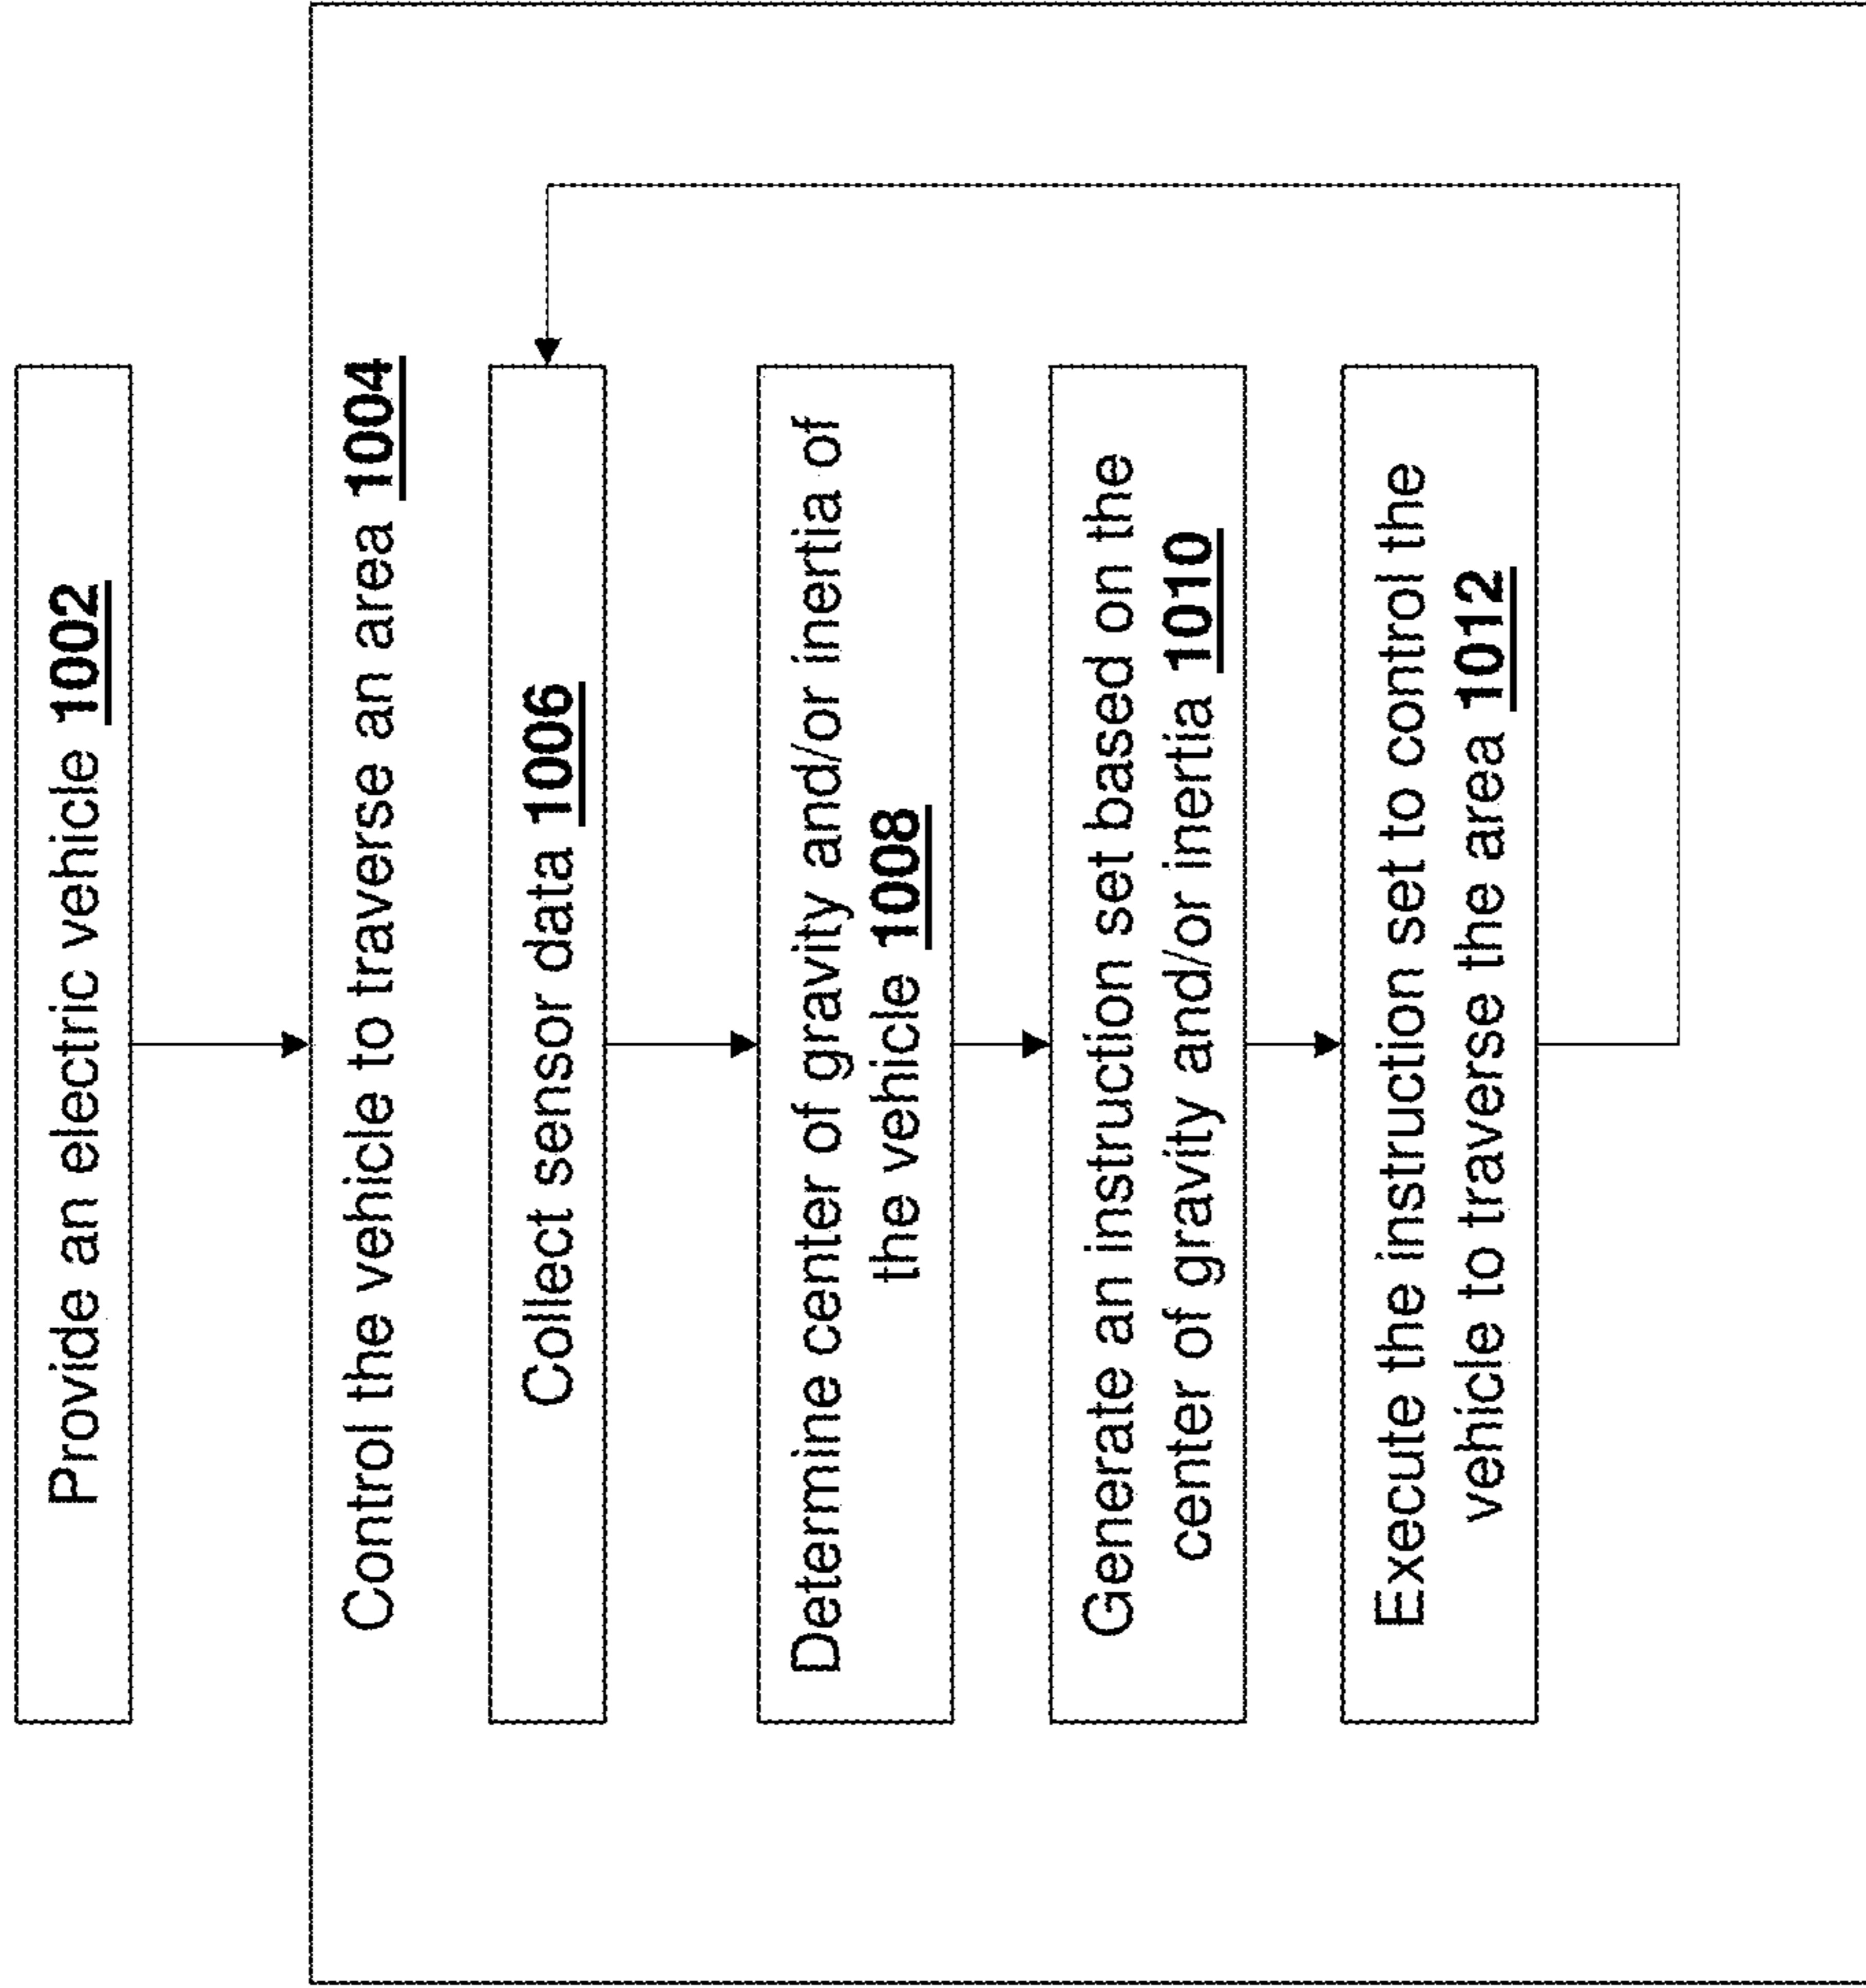 Provide an electric vehicle 1002
Control the vehicle to traverse an area 1004
Collect sensor data 1006
Determine center of gravity and/or inertia of
the vehicle 1008
Generate an instruction set based on the
center of gravity and/or inertia 1010
Execute the instruction set to control the
vehicle to traverse the area 1012